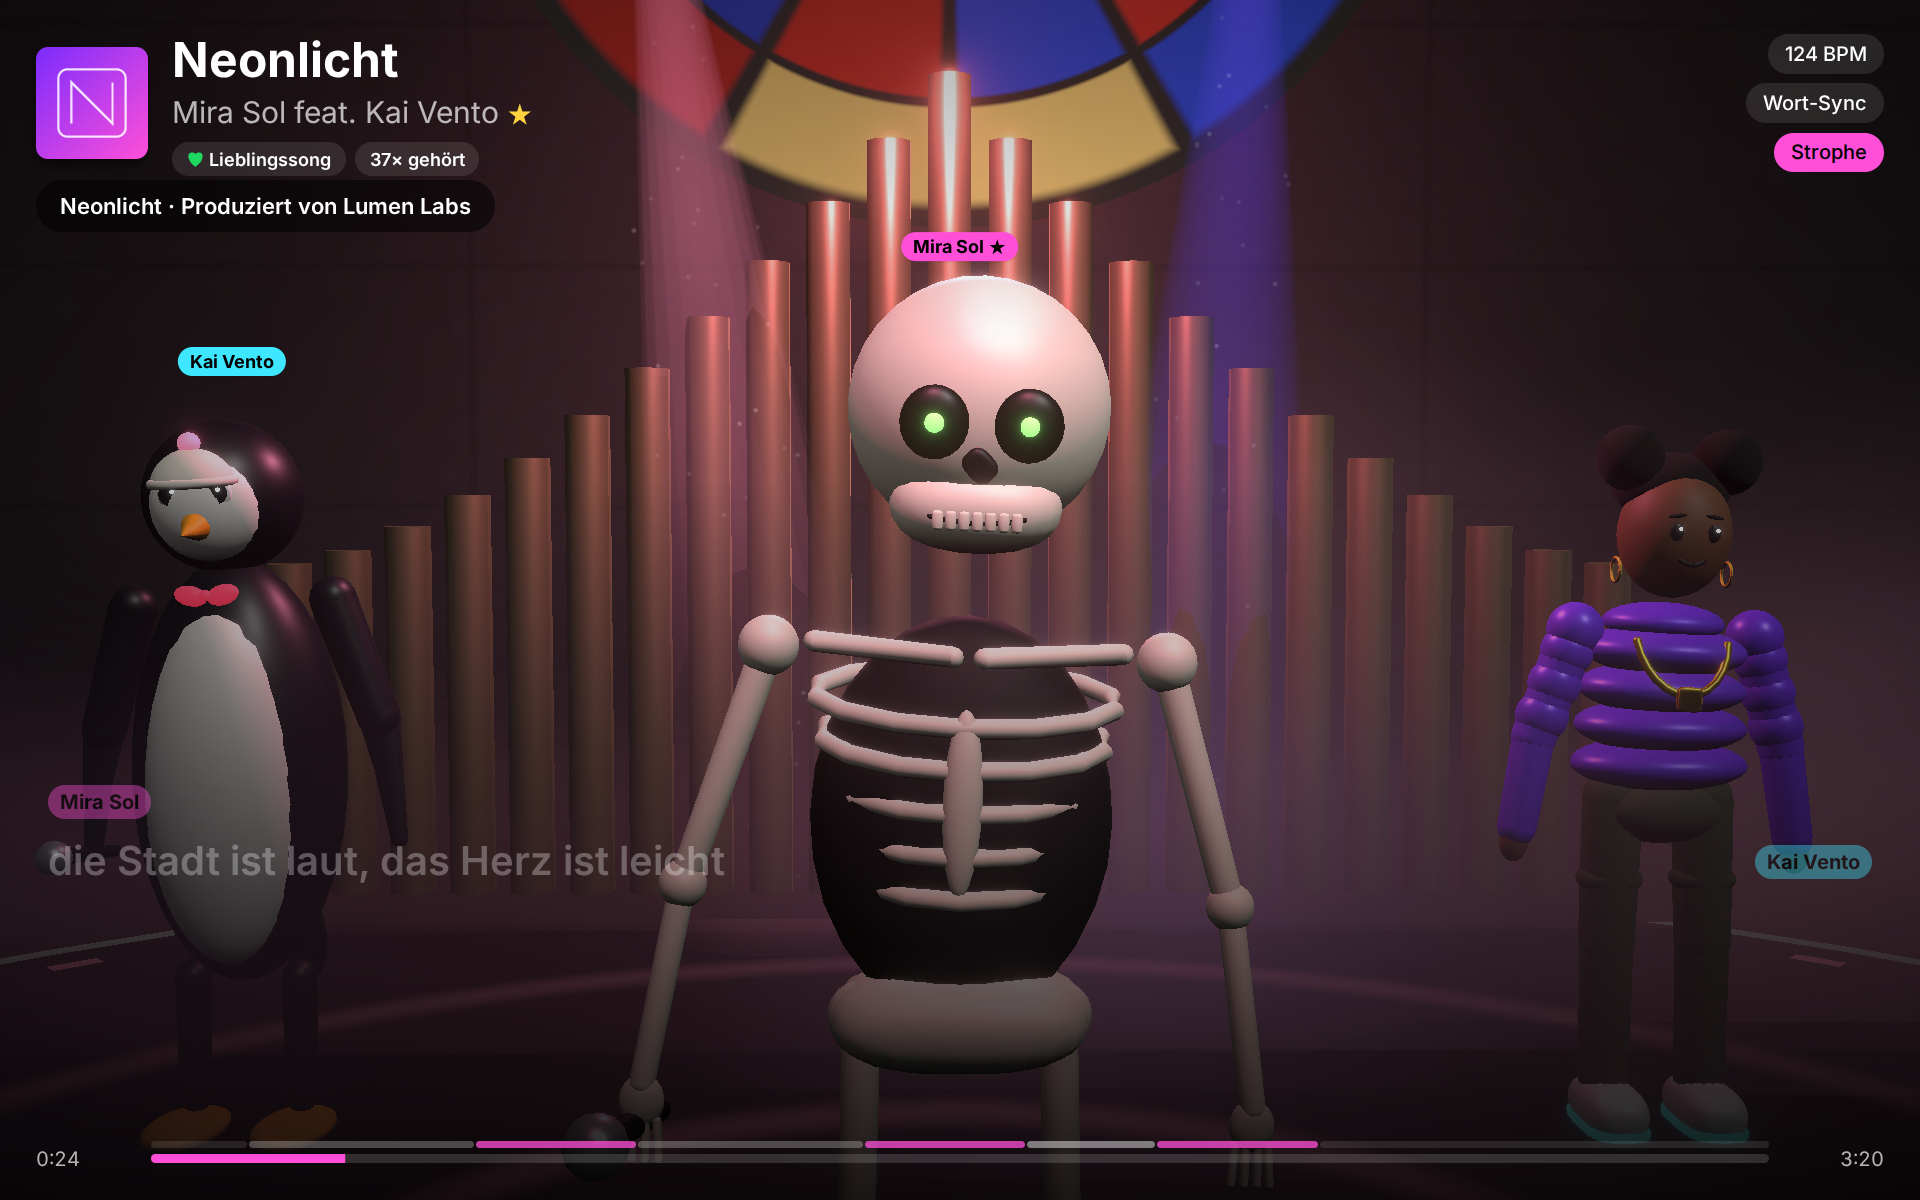 N
Neonlicht
Mira Sol feat. Kai Vento ★
Lieblingssong
37× gehört
Neonlicht · Produziert von Lumen Labs
124 BPM
Wort-Sync
Strophe
Mira Sol ★
Kai Vento
Mira Sol
die Stadt ist laut, das Herz ist leicht
Kai Vento
0:24
3:20